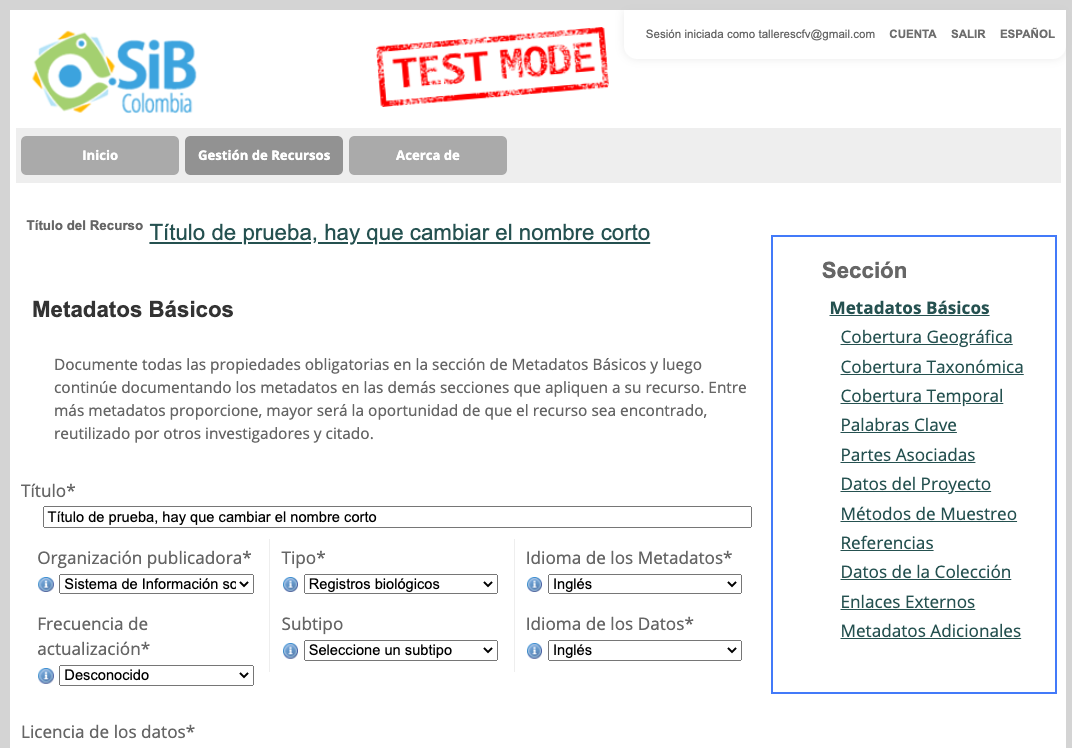 SiB
Colombia
TEST MODE
Sesión iniciada como tallerescfv@gmail.com CUENTA SALIR ESPAÑOL
Inicio Gestión de Recursos Acerca de
Título del Recurso Título de prueba, hay que cambiar el nombre corto
Metadatos Básicos
Documente todas las propiedades obligatorias en la sección de Metadatos Básicos y luego
continúe documentando los metadatos en las demás secciones que apliquen a su recurso. Entre
más metadatos proporcione, mayor será la oportunidad de que el recurso sea encontrado,
reutilizado por otros investigadores y citado.
Título*
Título de prueba, hay que cambiar el nombre corto
Organización publicadora* Tipo* Idioma de los Metadatos*
Sistema de Información sc Registros biológicos Inglés
Frecuencia de
actualización*
Subtipo Idioma de los Datos*
Seleccione un subtipo Inglés
Desconocido
Licencia de los datos*
Sección
Metadatos Básicos
Cobertura Geográfica
Cobertura Taxonómica
Cobertura Temporal
Palabras Clave
Partes Asociadas
Datos del Proyecto
Métodos de Muestreo
Referencias
Datos de la Colección
Enlaces Externos
Metadatos Adicionales